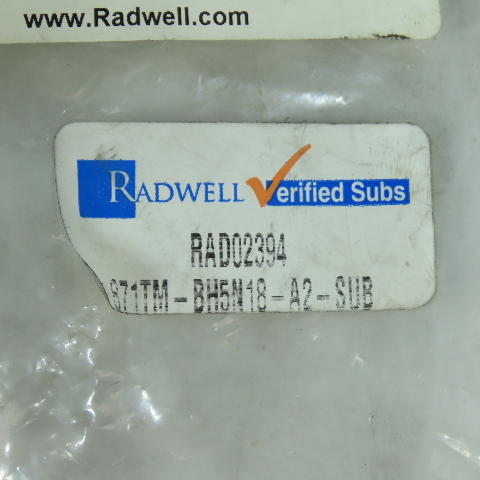 www.Radwell.com
RADWELL Verified Subs
RAD02394
871TM-BH5N18-A2-SUB